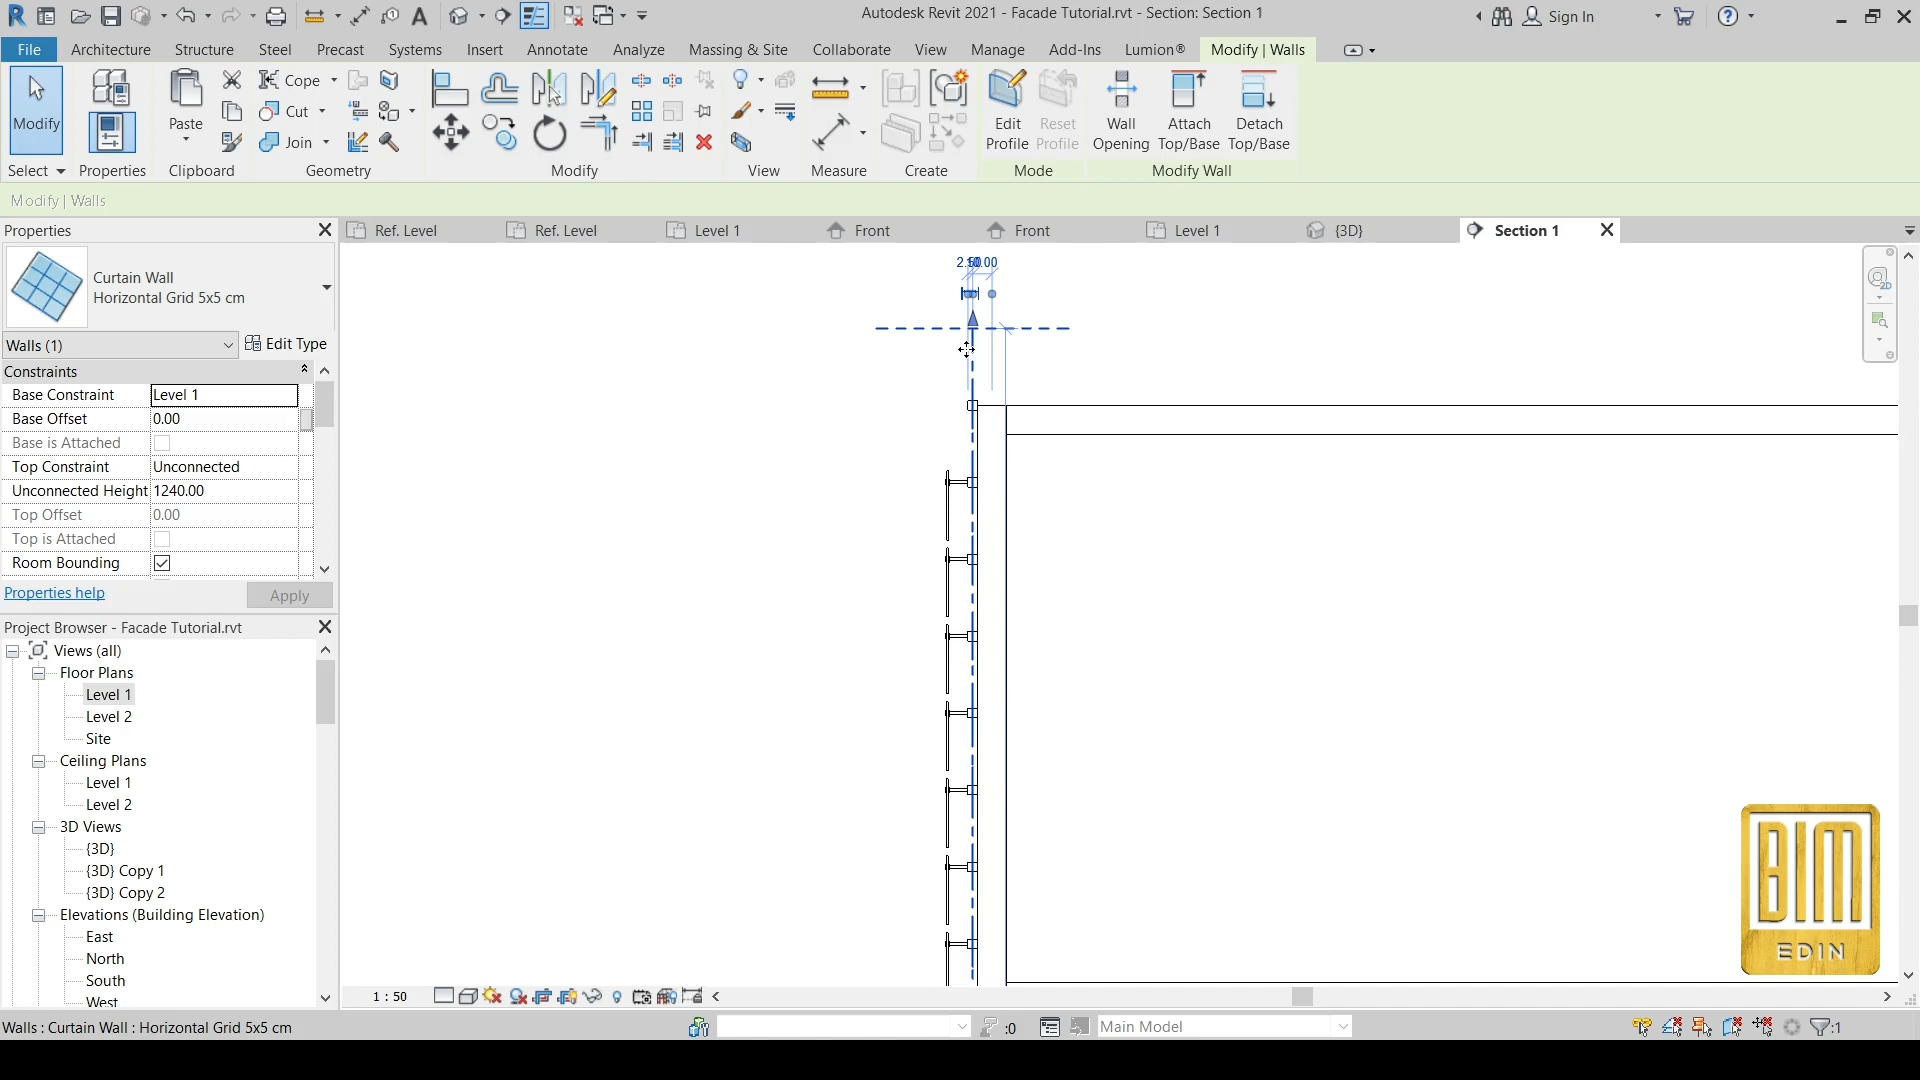 Autodesk Revit 2021 - Facade Tutorial.rvt - Section: Section 1
Sign In
File Architecture Structure Steel Precast Systems Insert Annotate Analyze Massing & Site Collaborate View Manage Add-Ins Lumion® Modify | Walls
Modify
Paste
Cope
Cut
Join
Edit Profile
Reset Profile
Wall Opening
Attach Top/Base
Detach Top/Base
Select Properties Clipboard Geometry Modify View Measure Create Mode Modify Wall
Modify | Walls
Properties
Ref. Level Ref. Level Level 1 Front Front Level 1 {3D} Section 1
Curtain Wall
Horizontal Grid 5x5 cm
Walls (1) Edit Type
Constraints
Base Constraint Level 1
Base Offset 0.00
Base is Attached
Top Constraint Unconnected
Unconnected Height 1240.00
Top Offset 0.00
Top is Attached
Room Bounding
Properties help Apply
Project Browser - Facade Tutorial.rvt
Views (all)
Floor Plans
Level 1
Level 2
Site
Ceiling Plans
Level 1
Level 2
3D Views
{3D}
{3D} Copy 1
{3D} Copy 2
Elevations (Building Elevation)
East
North
South
West
2D
BIM
EDIN
1 : 50
Walls : Curtain Wall : Horizontal Grid 5x5 cm
:0
Main Model
:1